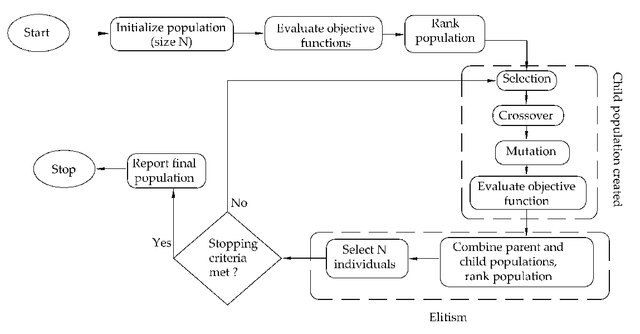 Start
Initialize population
(size N)
Evaluate objective
functions
Rank
population
Selection
Crossover
Mutation
Evaluate objective
function
Child population created
Combine parent and
child populations,
rank population
Select N
individuals
Elitism
Stopping
criteria
met ?
No
Yes
Report final
population
Stop